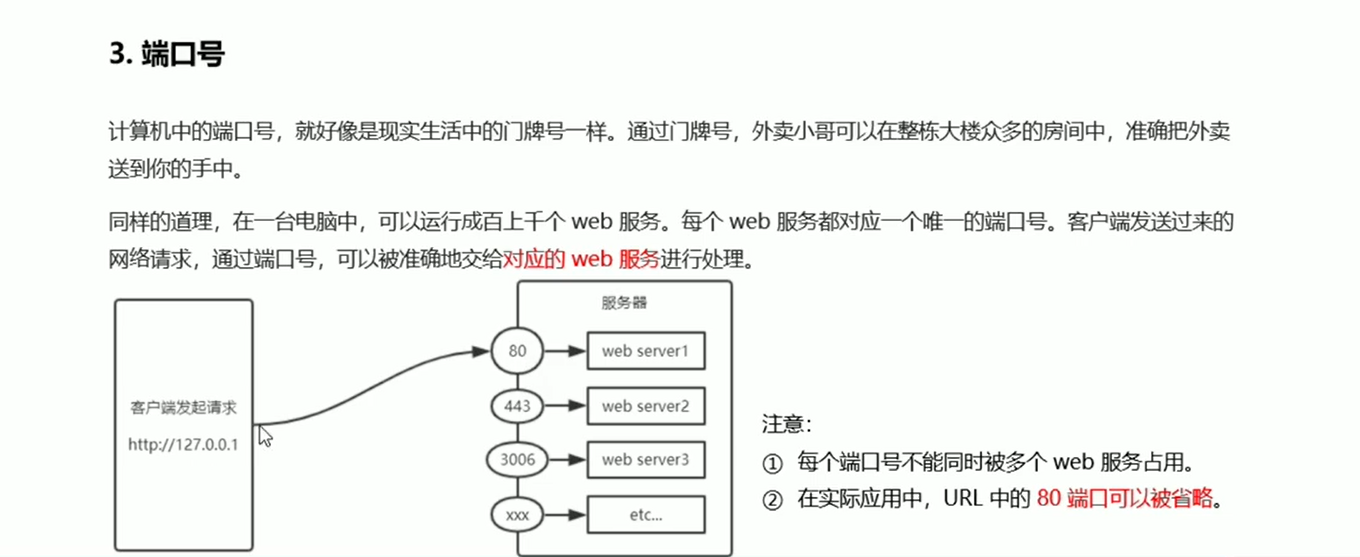 3. 端口号
计算机中的端口号，就好像是现实生活中的门牌号一样。通过门牌号，外卖小哥可以在整栋大楼众多的房间中，准确把外卖
送到你的手中。
同样的道理，在一台电脑中，可以运行成百上千个 web 服务。每个 web 服务都对应一个唯一的端口号。客户端发送过来的
网络请求，通过端口号，可以被准确地交给对应的 web 服务进行处理。
客户端发起请求
http://127.0.0.1
服务器
80
web server1
443
web server2
3006
web server3
xxx
etc...
注意：
① 每个端口号不能同时被多个 web 服务占用。
② 在实际应用中，URL 中的 80 端口可以被省略。